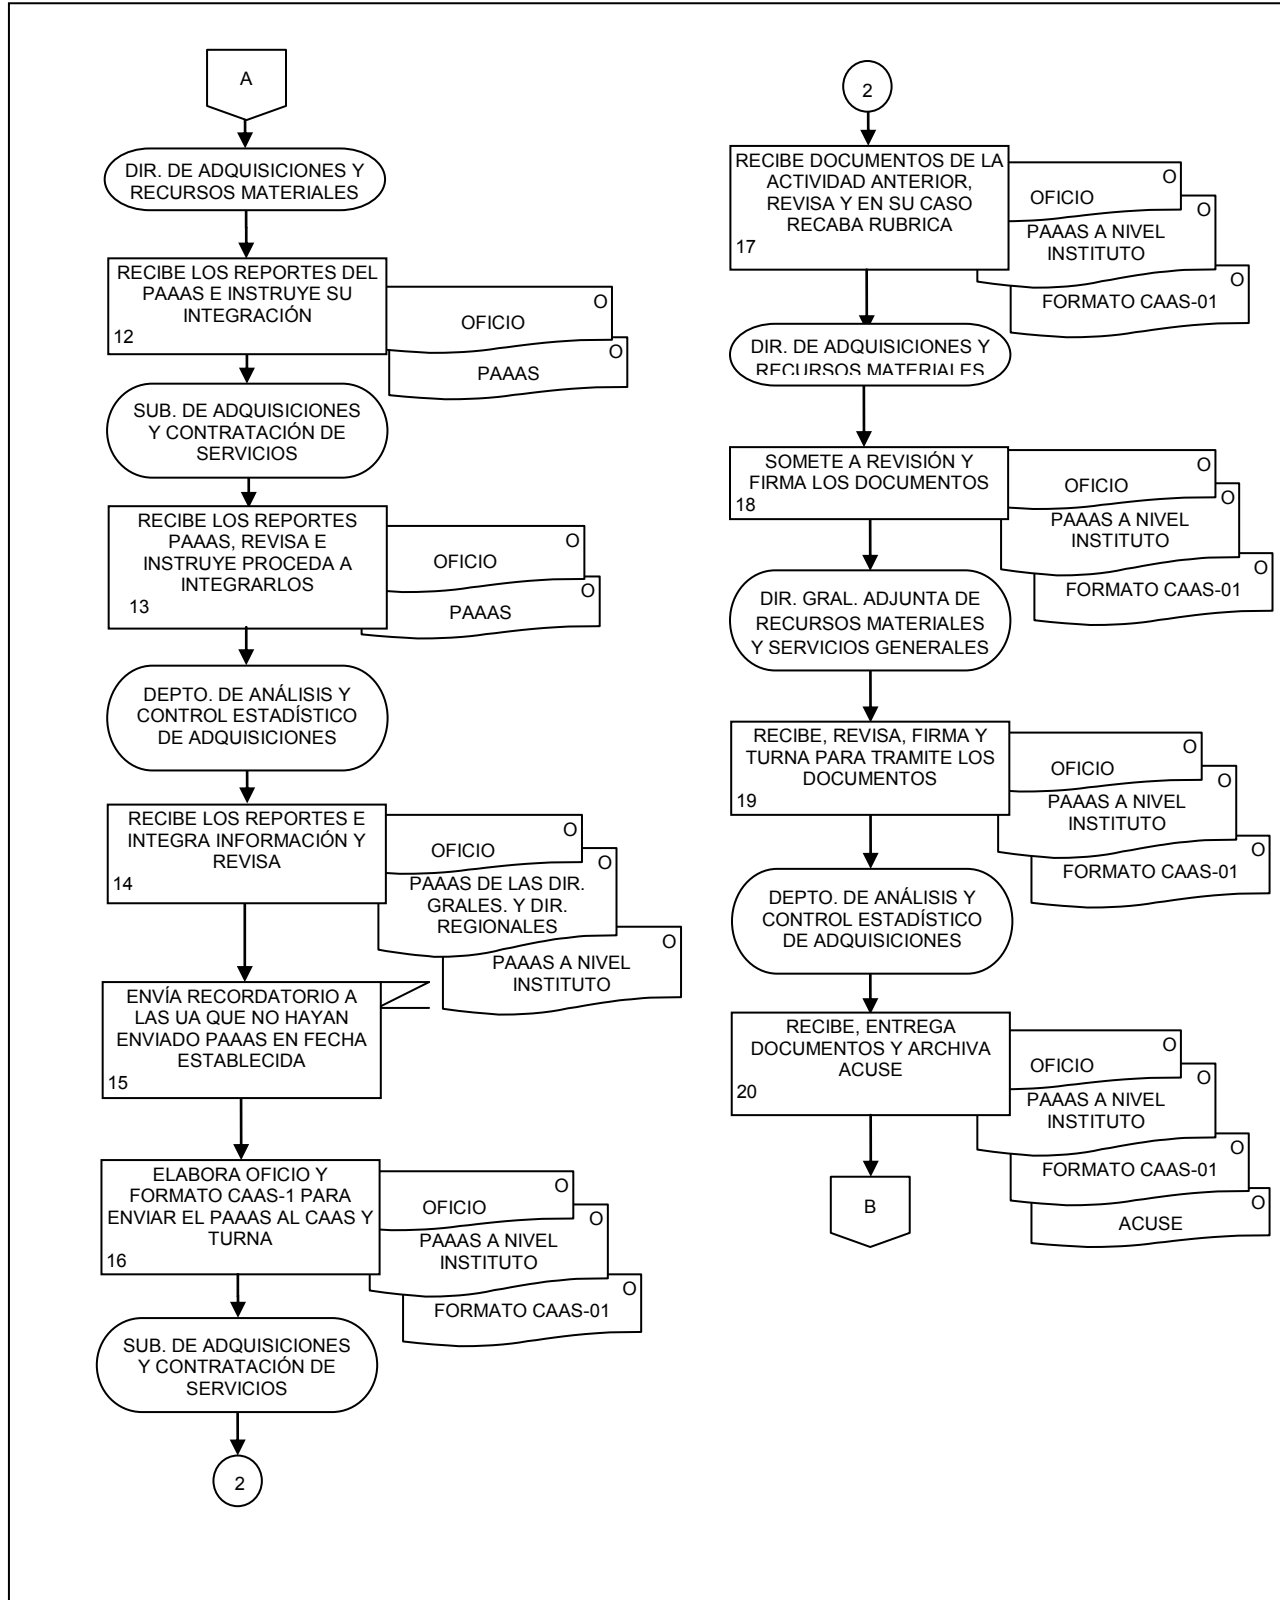 A
DIR. DE ADQUISICIONES Y
RECURSOS MATERIALES
RECIBE LOS REPORTES DEL
PAAAS E INSTRUYE SU
INTEGRACIÓN
12
OFICIO
O
PAAAS
O
SUB. DE ADQUISICIONES
Y CONTRATACIÓN DE
SERVICIOS
RECIBE LOS REPORTES
PAAAS, REVISA E
INSTRUYE PROCEDA A
INTEGRARLOS
13
OFICIO
O
PAAAS
O
DEPTO. DE ANÁLISIS Y
CONTROL ESTADÍSTICO
DE ADQUISICIONES
RECIBE LOS REPORTES E
INTEGRA INFORMACIÓN Y
REVISA
14
OFICIO
O
PAAAS DE LAS DIR.
GRALES. Y DIR.
REGIONALES
O
PAAAS A NIVEL
INSTITUTO
O
ENVÍA RECORDATORIO A
LAS UA QUE NO HAYAN
ENVIADO PAAAS EN FECHA
ESTABLECIDA
15
ELABORA OFICIO Y
FORMATO CAAS-1 PARA
ENVIAR EL PAAAS AL CAAS Y
TURNA
16
OFICIO
O
PAAAS A NIVEL
INSTITUTO
O
FORMATO CAAS-01
O
SUB. DE ADQUISICIONES
Y CONTRATACIÓN DE
SERVICIOS
2
2
RECIBE DOCUMENTOS DE LA
ACTIVIDAD ANTERIOR,
REVISA Y EN SU CASO
RECABA RUBRICA
17
OFICIO
O
PAAAS A NIVEL
INSTITUTO
O
FORMATO CAAS-01
O
DIR. DE ADQUISICIONES Y
RECURSOS MATERIALES
SOMETE A REVISIÓN Y
FIRMA LOS DOCUMENTOS
18
OFICIO
O
PAAAS A NIVEL
INSTITUTO
O
FORMATO CAAS-01
O
DIR. GRAL. ADJUNTA DE
RECURSOS MATERIALES
Y SERVICIOS GENERALES
RECIBE, REVISA, FIRMA Y
TURNA PARA TRAMITE LOS
DOCUMENTOS
19
OFICIO
O
PAAAS A NIVEL
INSTITUTO
O
FORMATO CAAS-01
O
DEPTO. DE ANÁLISIS Y
CONTROL ESTADÍSTICO
DE ADQUISICIONES
RECIBE, ENTREGA
DOCUMENTOS Y ARCHIVA
ACUSE
20
OFICIO
O
PAAAS A NIVEL
INSTITUTO
O
FORMATO CAAS-01
O
ACUSE
O
B